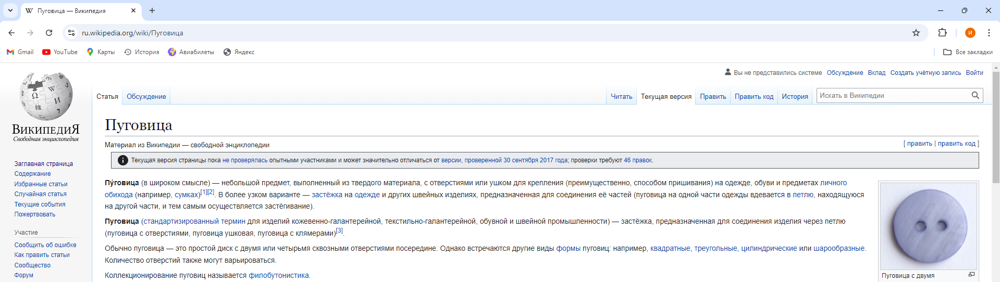 Пуговица — Википедия
ru.wikipedia.org/wiki/Пуговица
И
Gmail YouTube Карты История Авиабилеты Яндекс Все закладки
Вы не представились системе Обсуждение Вклад Создать учётную запись Войти
Статья Обсуждение Читать Текущая версия Править Править код История Искать в Википедии
ВИКИПЕДИЯ
Свободная энциклопедия
Заглавная страница
Содержание
Избранные статьи
Случайная статья
Текущие события
Пожертвовать
Участие
Сообщить об ошибке
Как править статьи
Сообщество
Форум
Пуговица
Материал из Википедии — свободной энциклопедии
[ править | править код ]
Текущая версия страницы пока не проверялась опытными участниками и может значительно отличаться от версии, проверенной 30 сентября 2017 года; проверки требуют 46 правок.
Пу́говица (в широком смысле) — небольшой предмет, выполненный из твердого материала, с отверстиями или ушком для крепления (преимущественно, способом пришивания) на одежде, обуви и предметах личного
обихода (например, сумках)[1][2]. В более узком варианте — застёжка на одежде и других швейных изделиях, предназначенная для соединения её частей (пуговица на одной части одежды вдевается в петлю, находящуюся
на другой части, и тем самым осуществляется застёгивание).
Пуговица (стандартизированный термин для изделий кожевенно-галантерейной, текстильно-галантерейной, обувной и швейной промышленности) — застёжка, предназначенная для соединения изделия через петлю
(пуговица с отверстиями, пуговица ушковая, пуговица с клямерами)[3].
Обычно пуговица — это простой диск с двумя или четырьмя сквозными отверстиями посередине. Однако встречаются другие виды формы пуговиц: например, квадратные, треугольные, цилиндрические или шарообразные.
Количество отверстий также могут варьироваться.
Коллекционирование пуговиц называется филобутонистика.
Пуговица с двумя